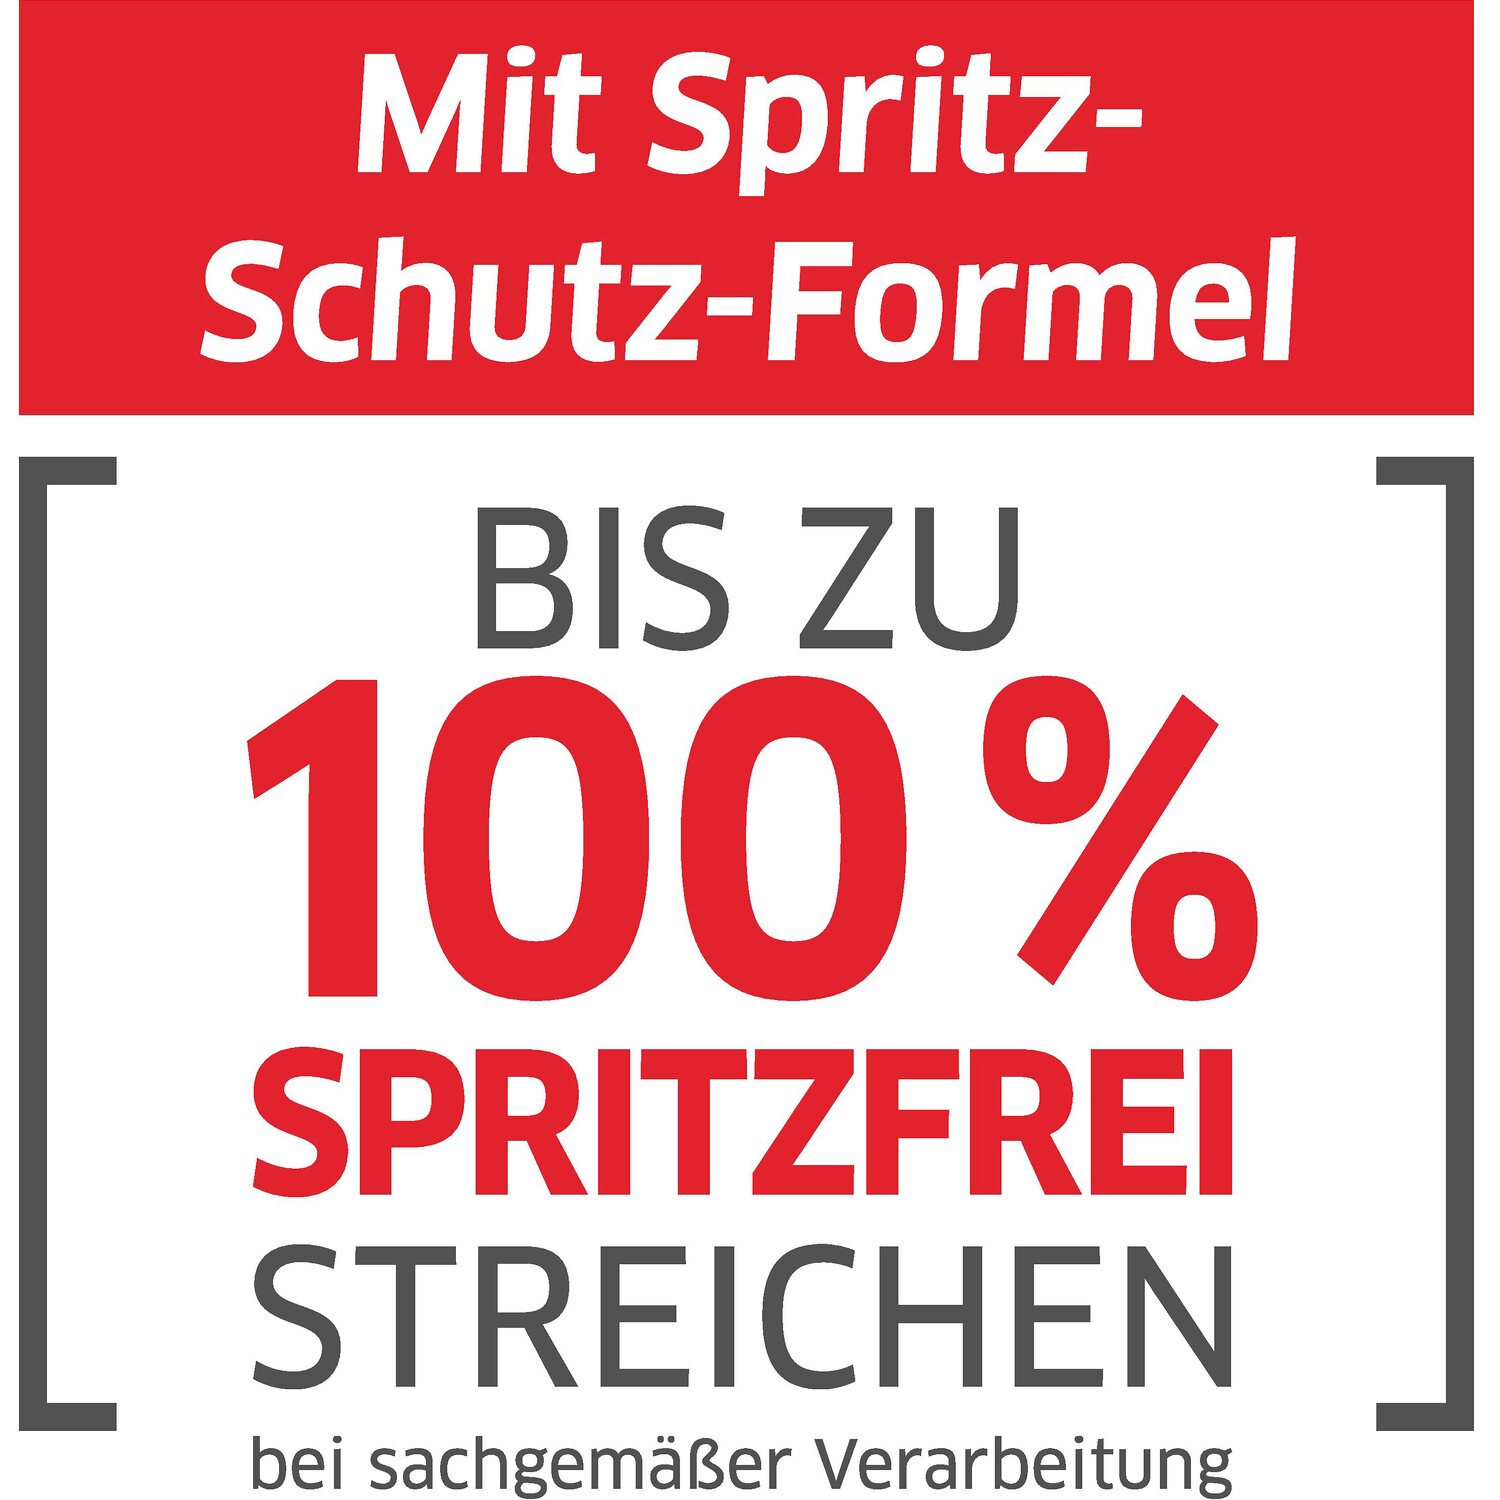 Mit Spritz-
Schutz-Formel
BIS ZU
100 %
SPRITZFREI
STREICHEN
bei sachgemäßer Verarbeitung